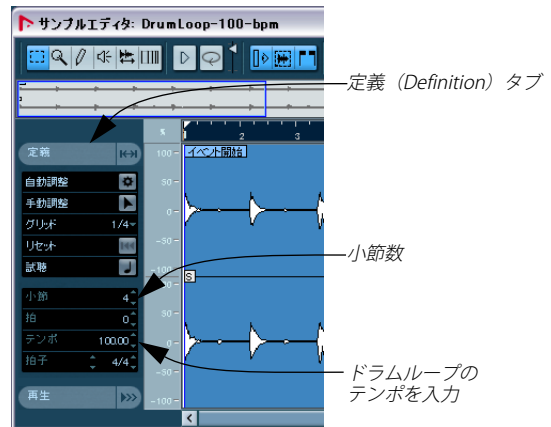 サンプルエディタ: DrumLoop-100-bpm
定義（Definition）タブ
%
2
3
定義
100
イベント開始
自動調整
50
手動調整
0
グリッド 1/4
-50
リセット
試聴
-100
小節数
S
小節 4
50
拍 0
テンポ 100.00
0
拍子 4/4
-50
ドラムループの
テンポを入力
再生
-100